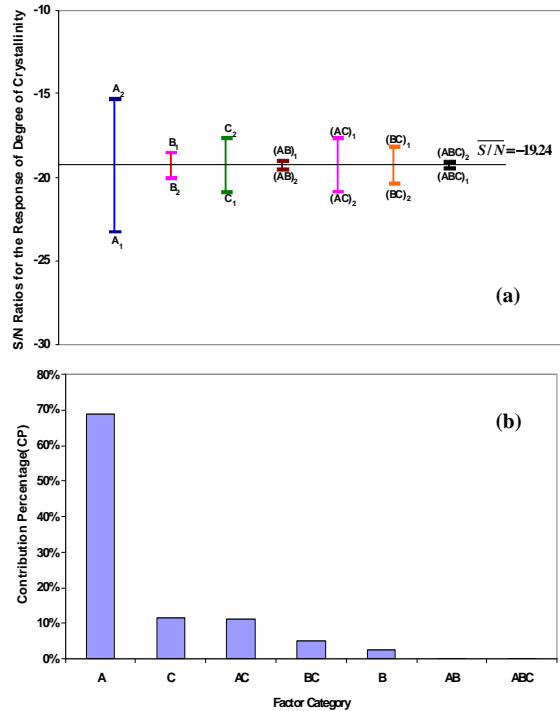 S/N Ratios for the Response of Degree of Crystallinity
-10
-15
-20
-25
-30
A2
A1
B1
B2
C2
C1
(AB)1
(AB)2
(AC)1
(AC)2
(BC)1
(BC)2
(ABC)2
(ABC)1
S/N=-19.24
(a)
Contribution Percentage(CP)
80%
70%
60%
50%
40%
30%
20%
10%
0%
(b)
A C AC BC B AB ABC
Factor Category